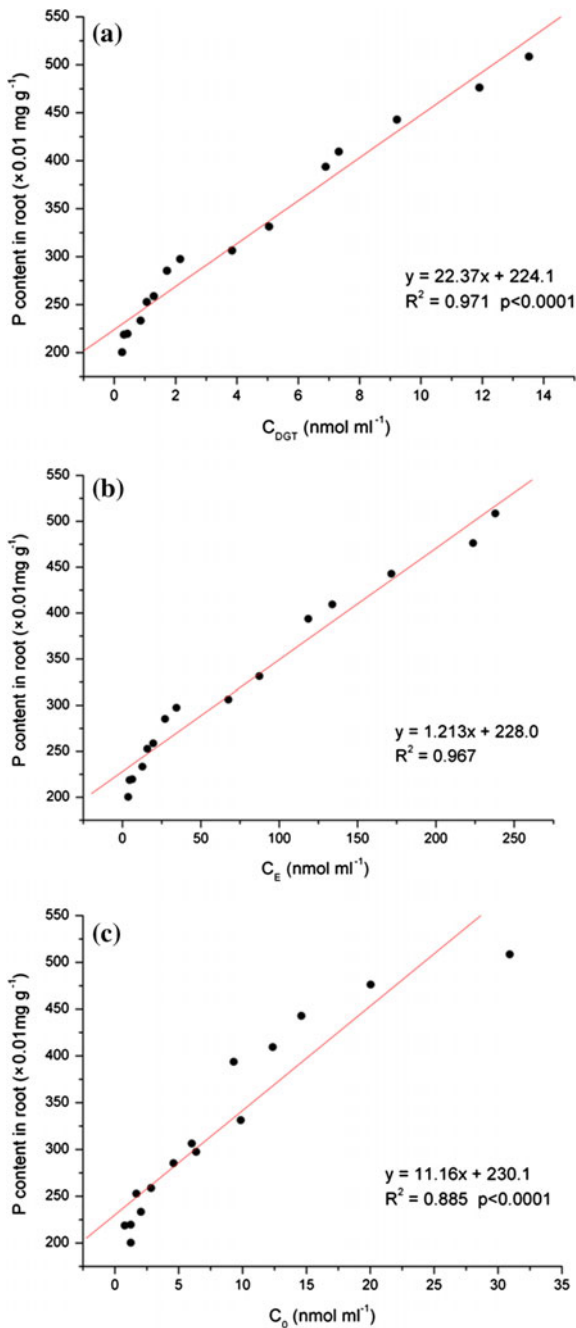 (a)
550
500
450
400
350
300
250
200
P content in root (×0.01 mg g⁻¹)
y = 22.37x + 224.1
R² = 0.971 p<0.0001
0 2 4 6 8 10 12 14
C_DGT (nmol ml⁻¹)
(b)
550
500
450
400
350
300
250
200
P content in root (×0.01mg g⁻¹)
y = 1.213x + 228.0
R² = 0.967
0 50 100 150 200 250
C_E (nmol ml⁻¹)
(c)
550
500
450
400
350
300
250
200
P content in root (×0.01mg g⁻¹)
y = 11.16x + 230.1
R² = 0.885 p<0.0001
0 5 10 15 20 25 30 35
C₀ (nmol ml⁻¹)